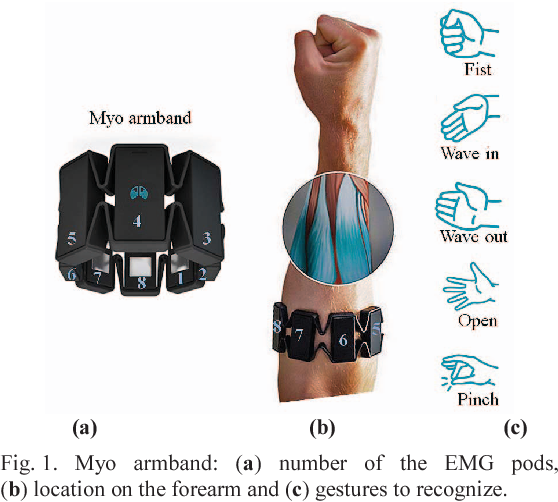 Myo armband
4
5
3
6
7
8
1
2
8
7
6
5
Fist
Wave in
Wave out
Open
Pinch
(a)
(b)
(c)
Fig. 1. Myo armband: (a) number of the EMG pods,
(b) location on the forearm and (c) gestures to recognize.